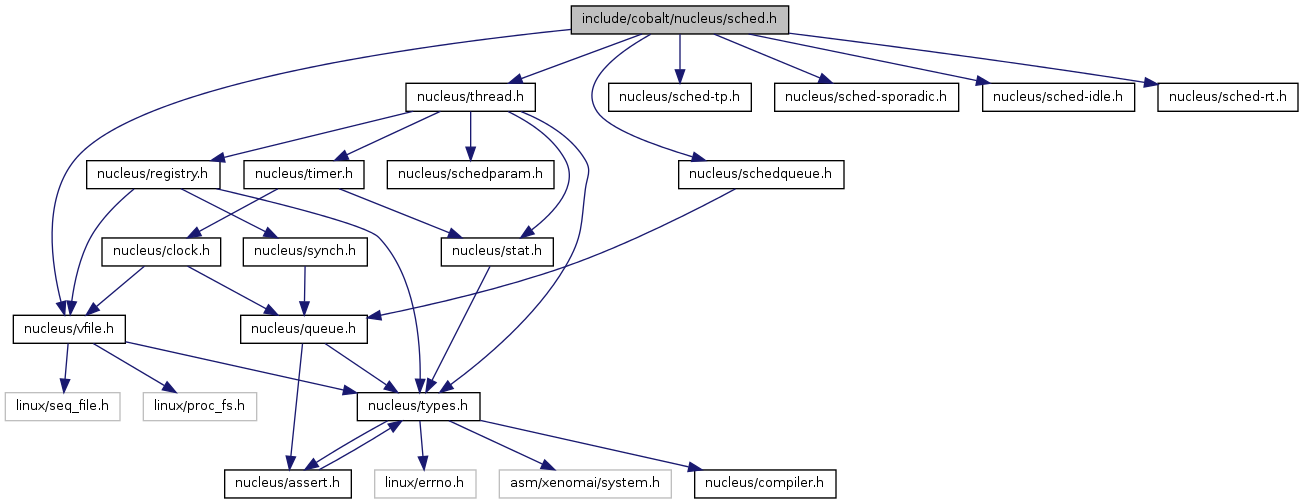 include/cobalt/nucleus/sched.h
nucleus/thread.h
nucleus/sched-tp.h
nucleus/sched-sporadic.h
nucleus/sched-idle.h
nucleus/sched-rt.h
nucleus/registry.h
nucleus/timer.h
nucleus/schedparam.h
nucleus/schedqueue.h
nucleus/clock.h
nucleus/synch.h
nucleus/stat.h
nucleus/vfile.h
nucleus/queue.h
linux/seq_file.h
linux/proc_fs.h
nucleus/types.h
nucleus/assert.h
linux/errno.h
asm/xenomai/system.h
nucleus/compiler.h